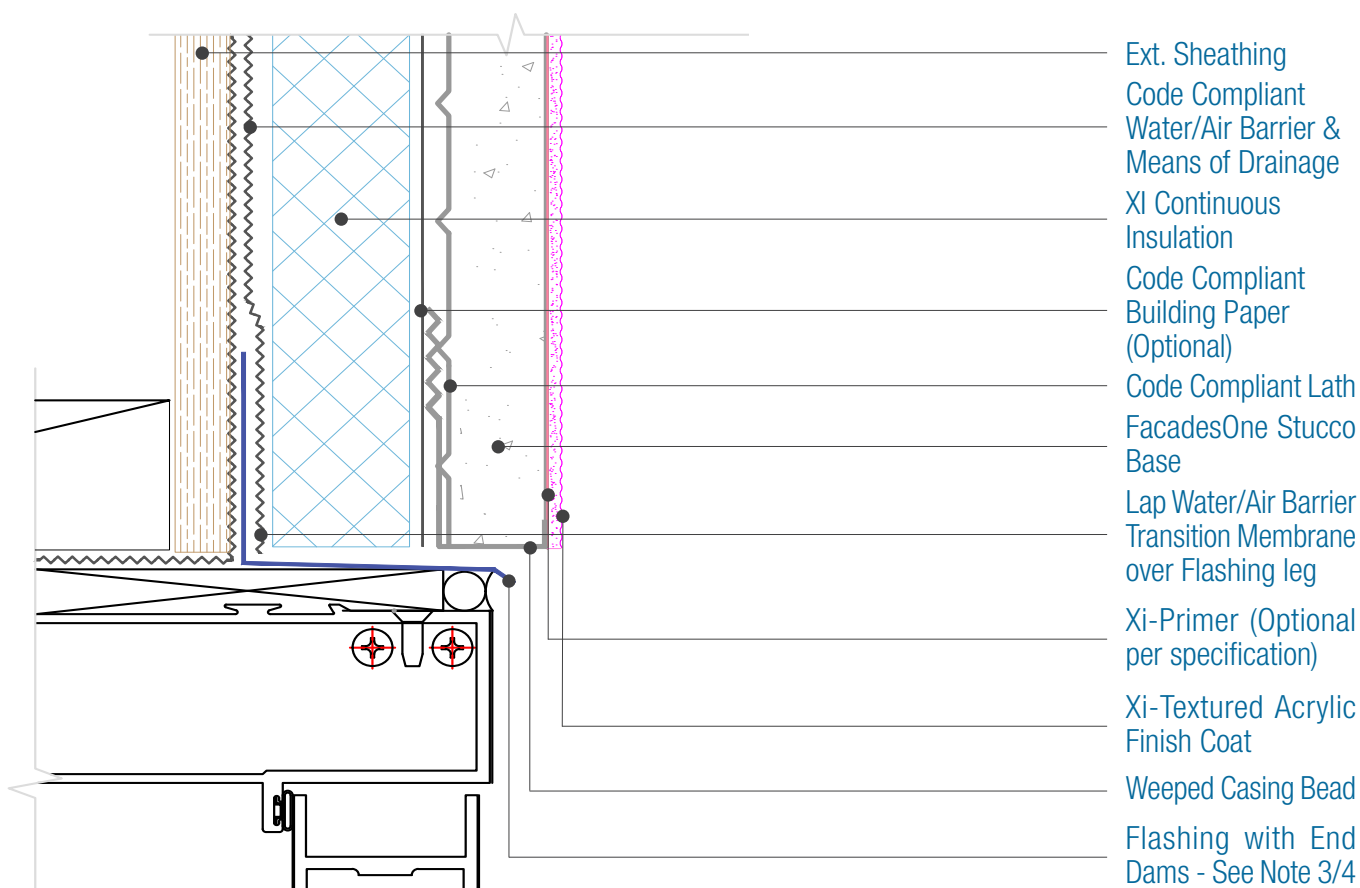 Ext. Sheathing
Code Compliant
Water/Air Barrier &
Means of Drainage
XI Continuous
Insulation
Code Compliant
Building Paper
(Optional)
Code Compliant Lath
FacadesOne Stucco
Base
Lap Water/Air Barrier
Transition Membrane
over Flashing leg
Xi-Primer (Optional
per specification)
Xi-Textured Acrylic
Finish Coat
Weeped Casing Bead
Flashing with End
Dams - See Note 3/4